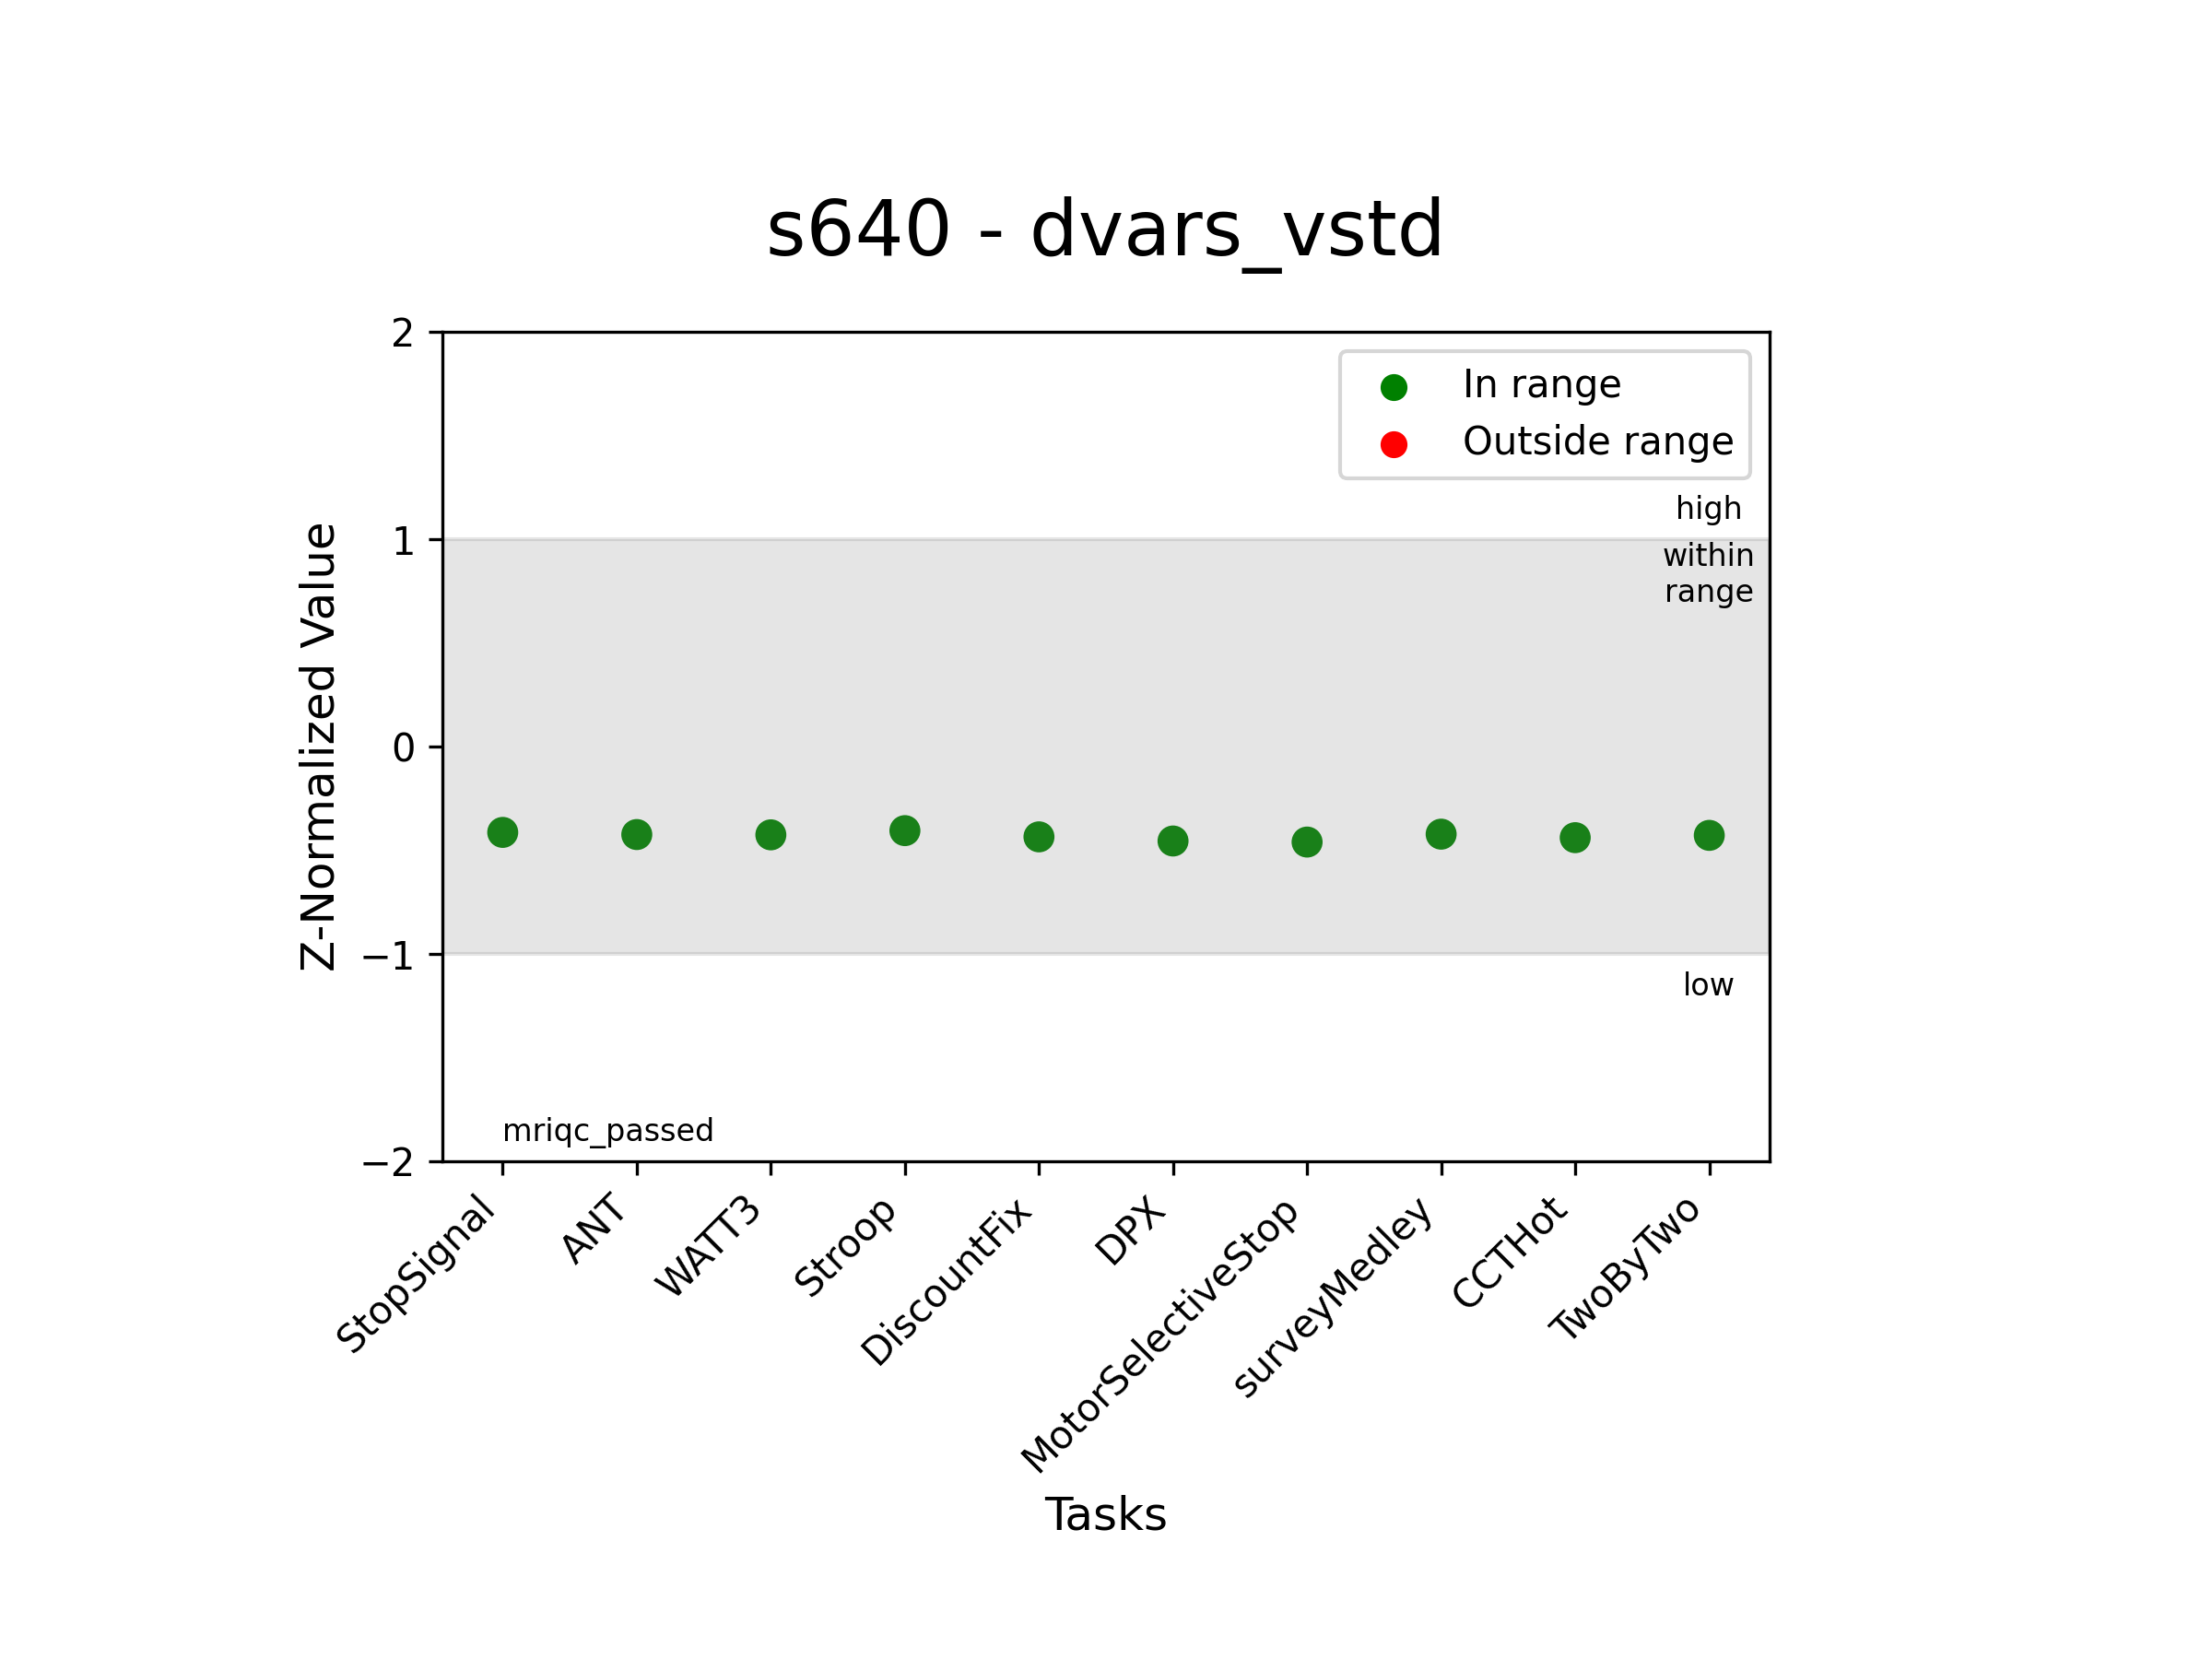 s640 - dvars_vstd
2
In range
Outside range
high
1
within
range
Z-Normalized Value
0
−1
low
mriqc_passed
−2
StopSignal
ANT
WATT3
Stroop
DiscountFix
DPX
MotorSelectiveStop
surveyMedley
CCTHot
TwoByTwo
Tasks